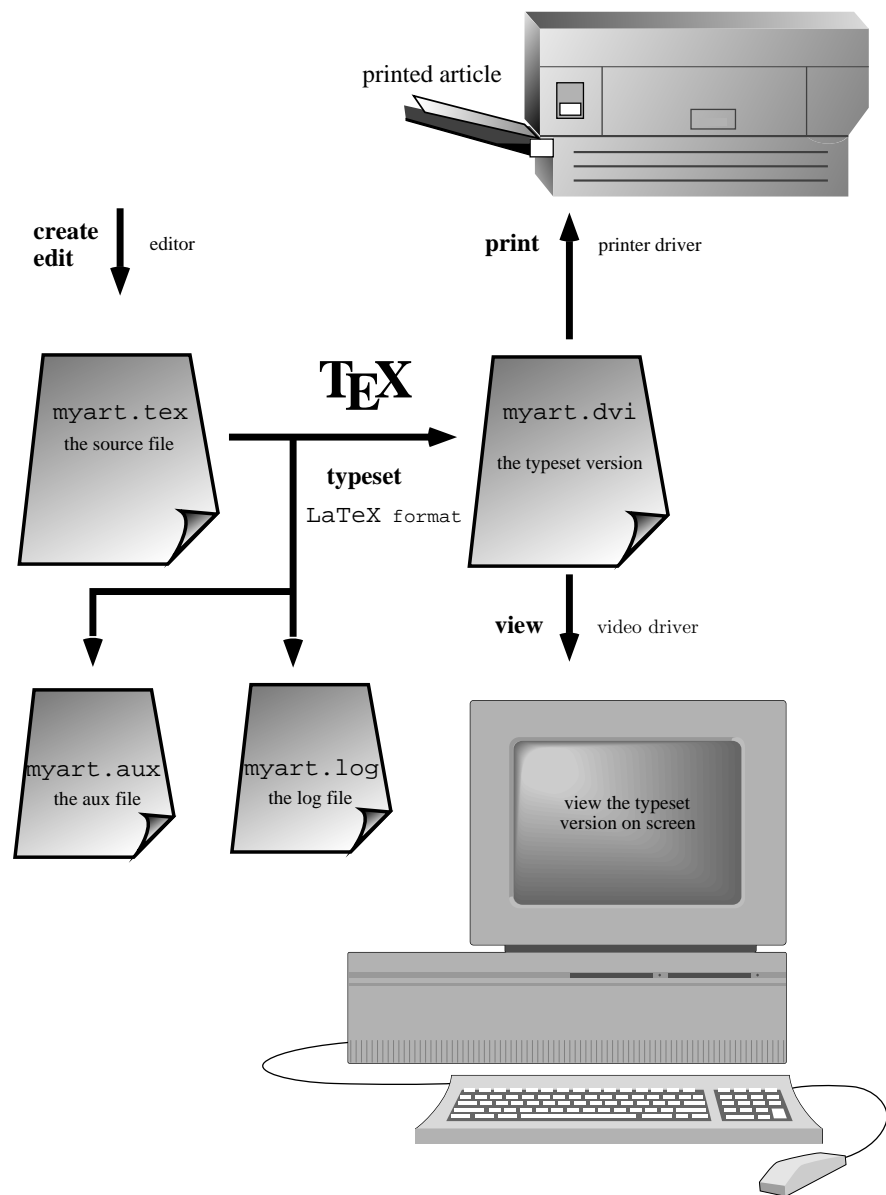 printed article
create
edit
editor
print
printer driver
TEX
myart.tex
the source file
myart.dvi
the typeset version
typeset
LaTeX format
view
video driver
myart.aux
the aux file
myart.log
the log file
view the typeset
version on screen